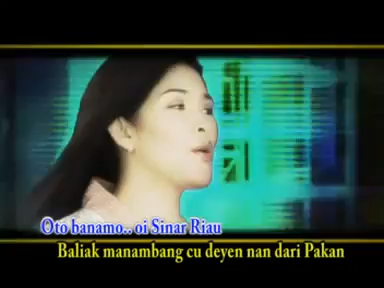 Oto banamo.. oi Sinar Riau
Baliak manambang cu deyen nan dari Pakan